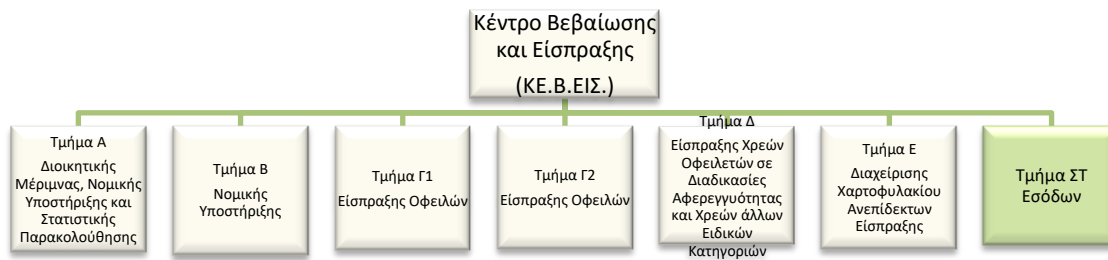 Κέντρο Βεβαίωσης
και Είσπραξης
(ΚΕ.Β.ΕΙΣ.)
Τμήμα Α
Διοικητικής
Μέριμνας, Νομικής
Υποστήριξης και
Στατιστικής
Παρακολούθησης
Τμήμα Β
Νομικής
Υποστήριξης
Τμήμα Γ1
Είσπραξης Οφειλών
Τμήμα Γ2
Είσπραξης Οφειλών
Τμήμα Δ
Είσπραξης Χρεών
Οφειλετών σε
Διαδικασίες
Αφερεγγυότητας
και Χρεών άλλων
Ειδικών
Κατηγοριών
Τμήμα Ε
Διαχείρισης
Χαρτοφυλακίου
Ανεπίδεκτων
Είσπραξης
Τμήμα ΣΤ
Εσόδων